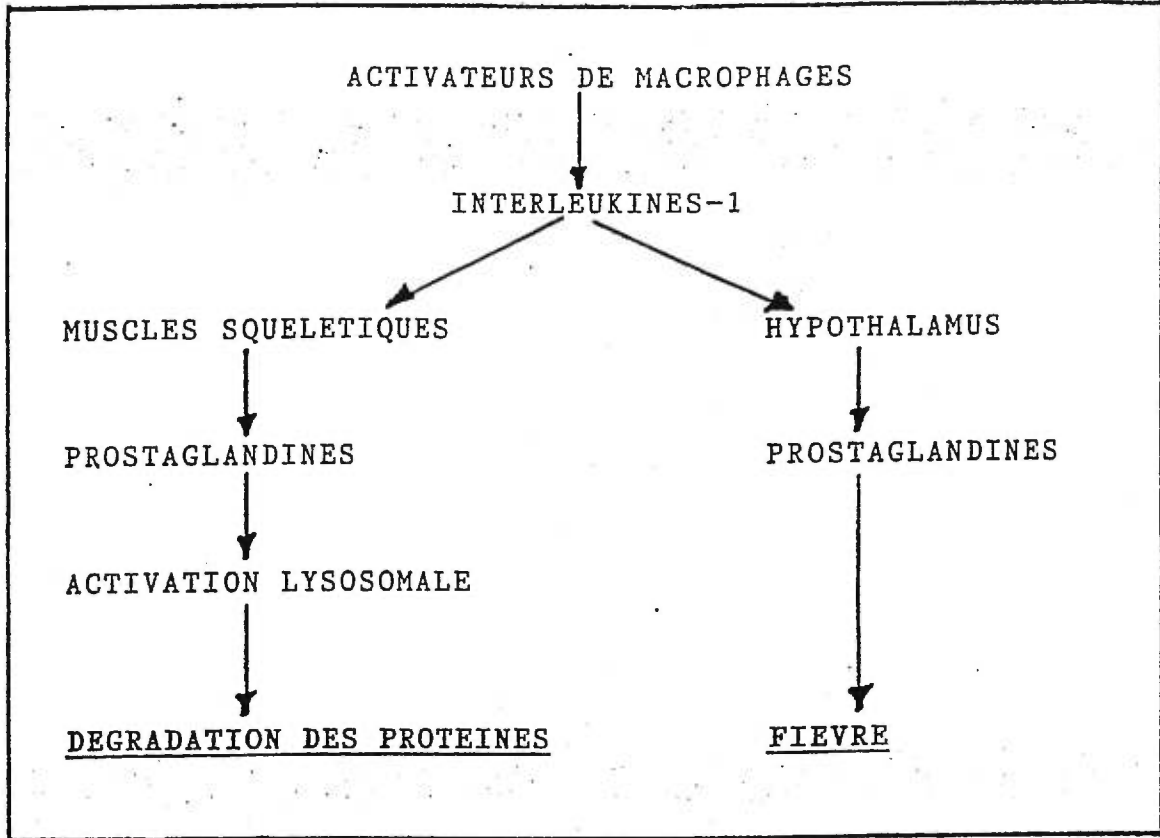 ACTIVATEURS DE MACROPHAGES
INTERLEUKINES-1
MUSCLES SQUELETIQUES
HYPOTHALAMUS
PROSTAGLANDINES
PROSTAGLANDINES
ACTIVATION LYSOSOMALE
DEGRADATION DES PROTEINES
FIEVRE